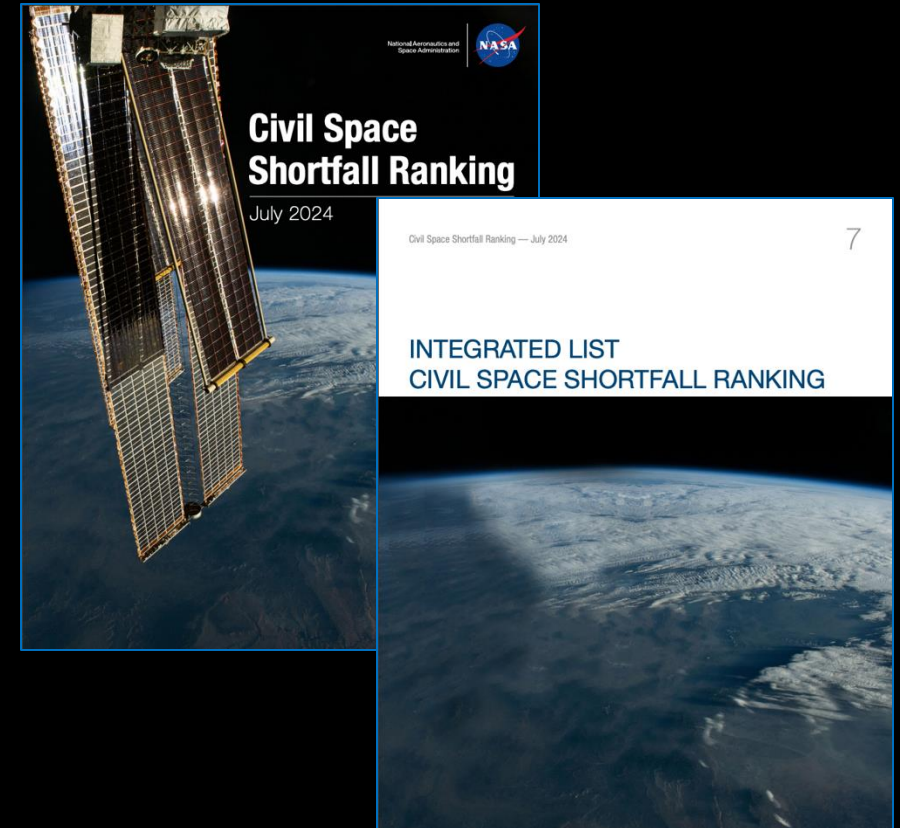 National Aeronautics and
Space Administration
NASA
Civil Space
Shortfall Ranking
July 2024
Civil Space Shortfall Ranking — July 2024
7
INTEGRATED LIST
CIVIL SPACE SHORTFALL RANKING